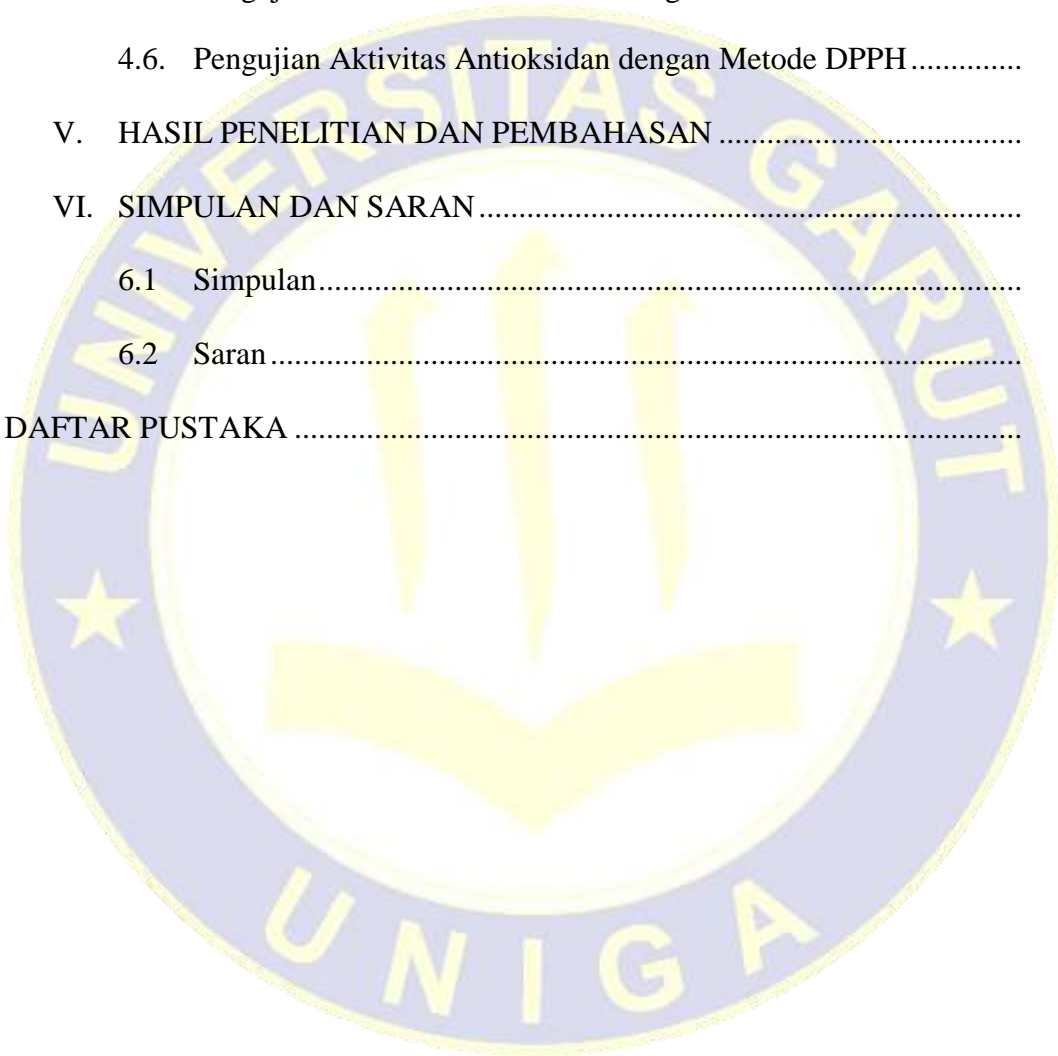 4.6. Pengujian Aktivitas Antioksidan dengan Metode DPPH..............
V. HASIL PENELITIAN DAN PEMBAHASAN ......................................
VI. SIMPULAN DAN SARAN.....................................................................
6.1 Simpulan.........................................................................................
6.2 Saran...............................................................................................
DAFTAR PUSTAKA ............................................................................................
UNIVERSITAS GARUT
UNIGA